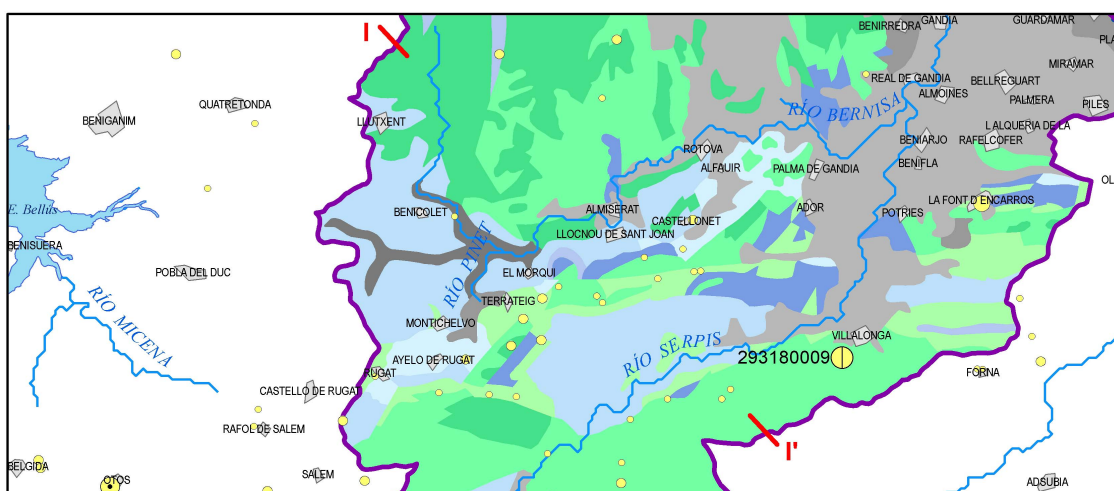 I
BENIRREDRA
GANDIA
GUARDAMAR
MIRAMAR
REAL DE GANDIA
BELLREGUART
ALMOINES
PALMERA
PILES
QUATRETONDA
BENIGANIM
LLUTXENT
RÍO BERNISA
L ALQUERIA DE LA
BENIARJO
RAFELCOFER
ROTOVA
ALFAUIR
PALMA DE GANDIA
BENIFLA
E. Bellús
BENICOLET
ALMISERAT
CASTELLONET
ADOR
POTRIES
LA FONT D ENCARROS
LLOCNOU DE SANT JOAN
BENISUERA
POBLA DEL DUC
EL MORQUI
RÍO PINET
RÍO MICENA
TERRATEIG
MONTICHELVO
RÍO SERPIS
VILLALONGA
293180009
AYELO DE RUGAT
RUGAT
FORNA
CASTELLO DE RUGAT
RAFOL DE SALEM
I'
BELGIDA
OTOS
SALEM
ADSUBIA